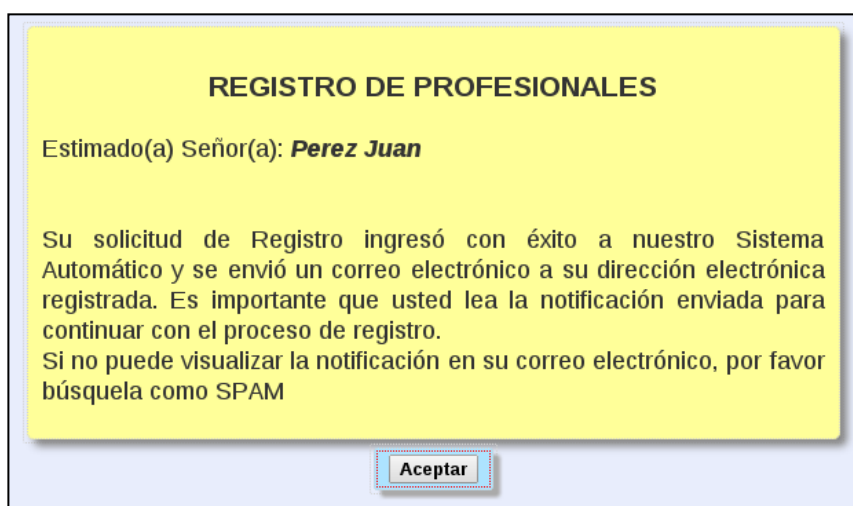 REGISTRO DE PROFESIONALES
Estimado(a) Señor(a): Perez Juan
Su solicitud de Registro ingresó con éxito a nuestro Sistema
Automático y se envió un correo electrónico a su dirección electrónica
registrada. Es importante que usted lea la notificación enviada para
continuar con el proceso de registro.
Si no puede visualizar la notificación en su correo electrónico, por favor
búsquela como SPAM
Aceptar